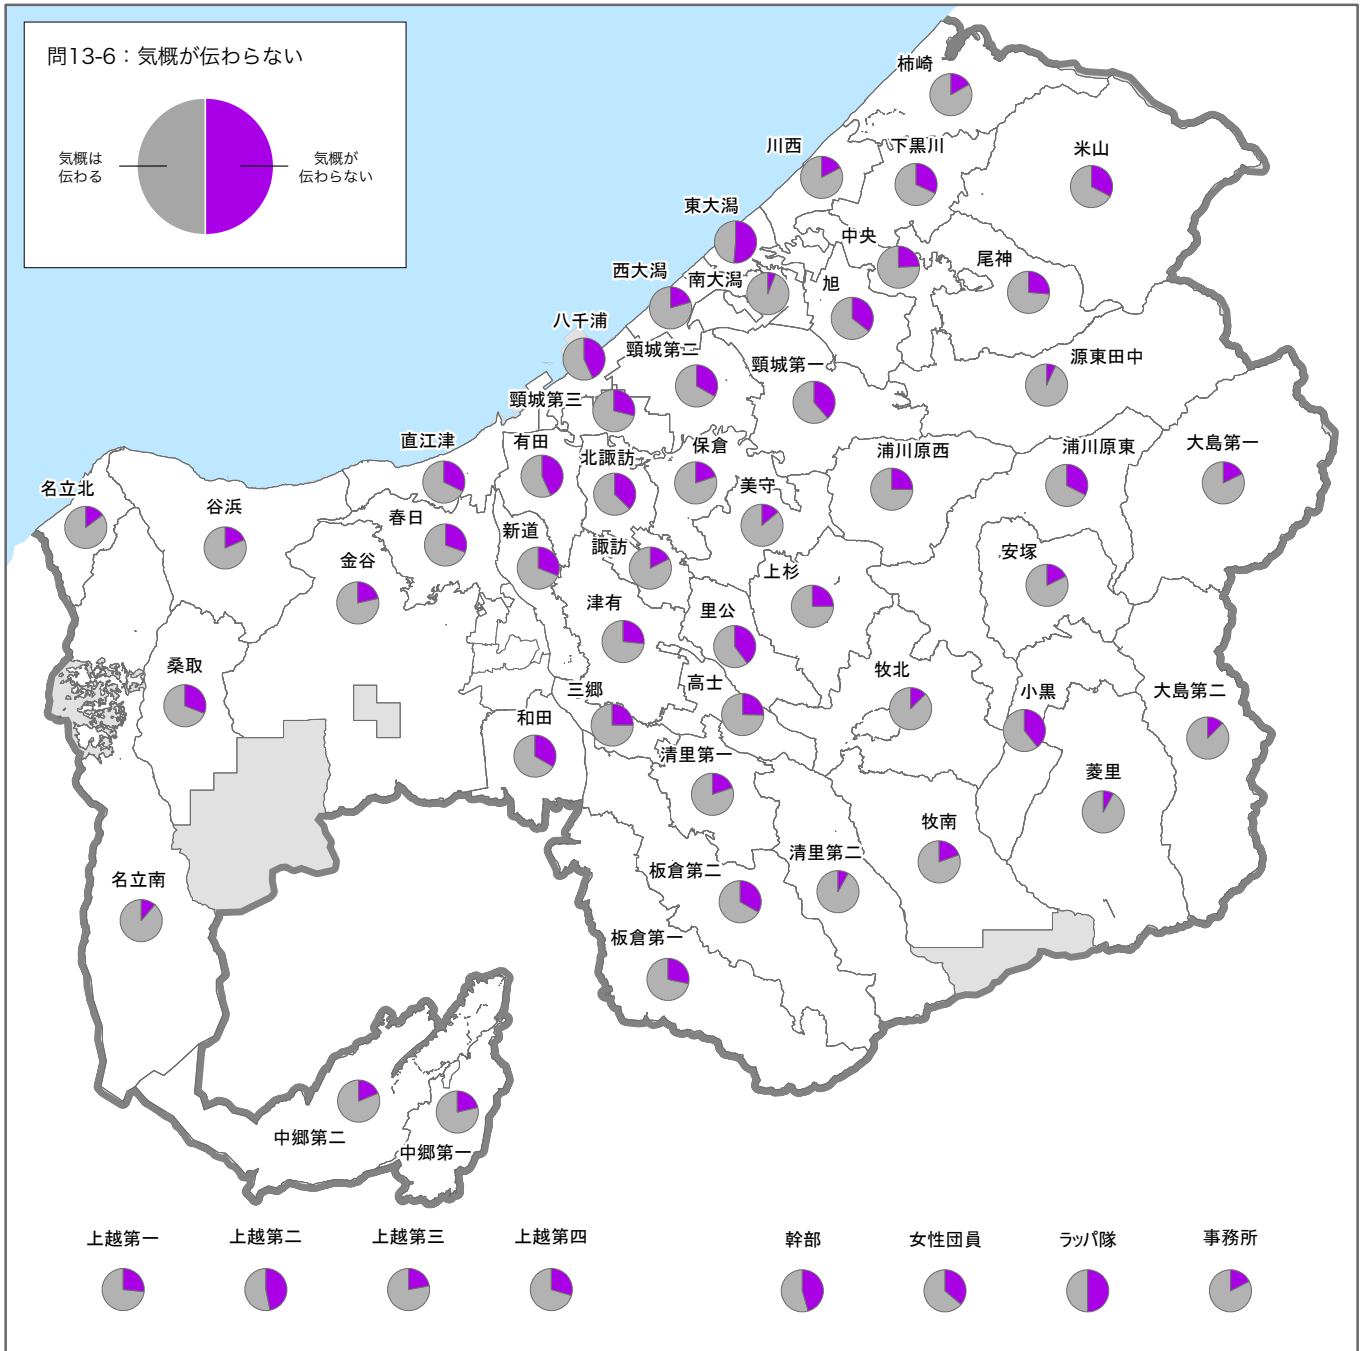 問13-6：気概が伝わらない
気概は
伝わる
気概が
伝わらない
柿崎
川西
下黒川
米山
東大潟
中央
尾神
西大潟
南大潟
旭
八千浦
頸城第二
頸城第一
源東田中
頸城第三
直江津
有田
北諏訪
保倉
浦川原西
浦川原東
大島第一
名立北
谷浜
春日
新道
美守
金谷
諏訪
安塚
上杉
津有
里公
桑取
三郷
高士
牧北
小黒
大島第二
和田
清里第一
菱里
牧南
名立南
板倉第二
清里第二
板倉第一
中郷第二
中郷第一
上越第一
上越第二
上越第三
上越第四
幹部
女性団員
ラッパ隊
事務所